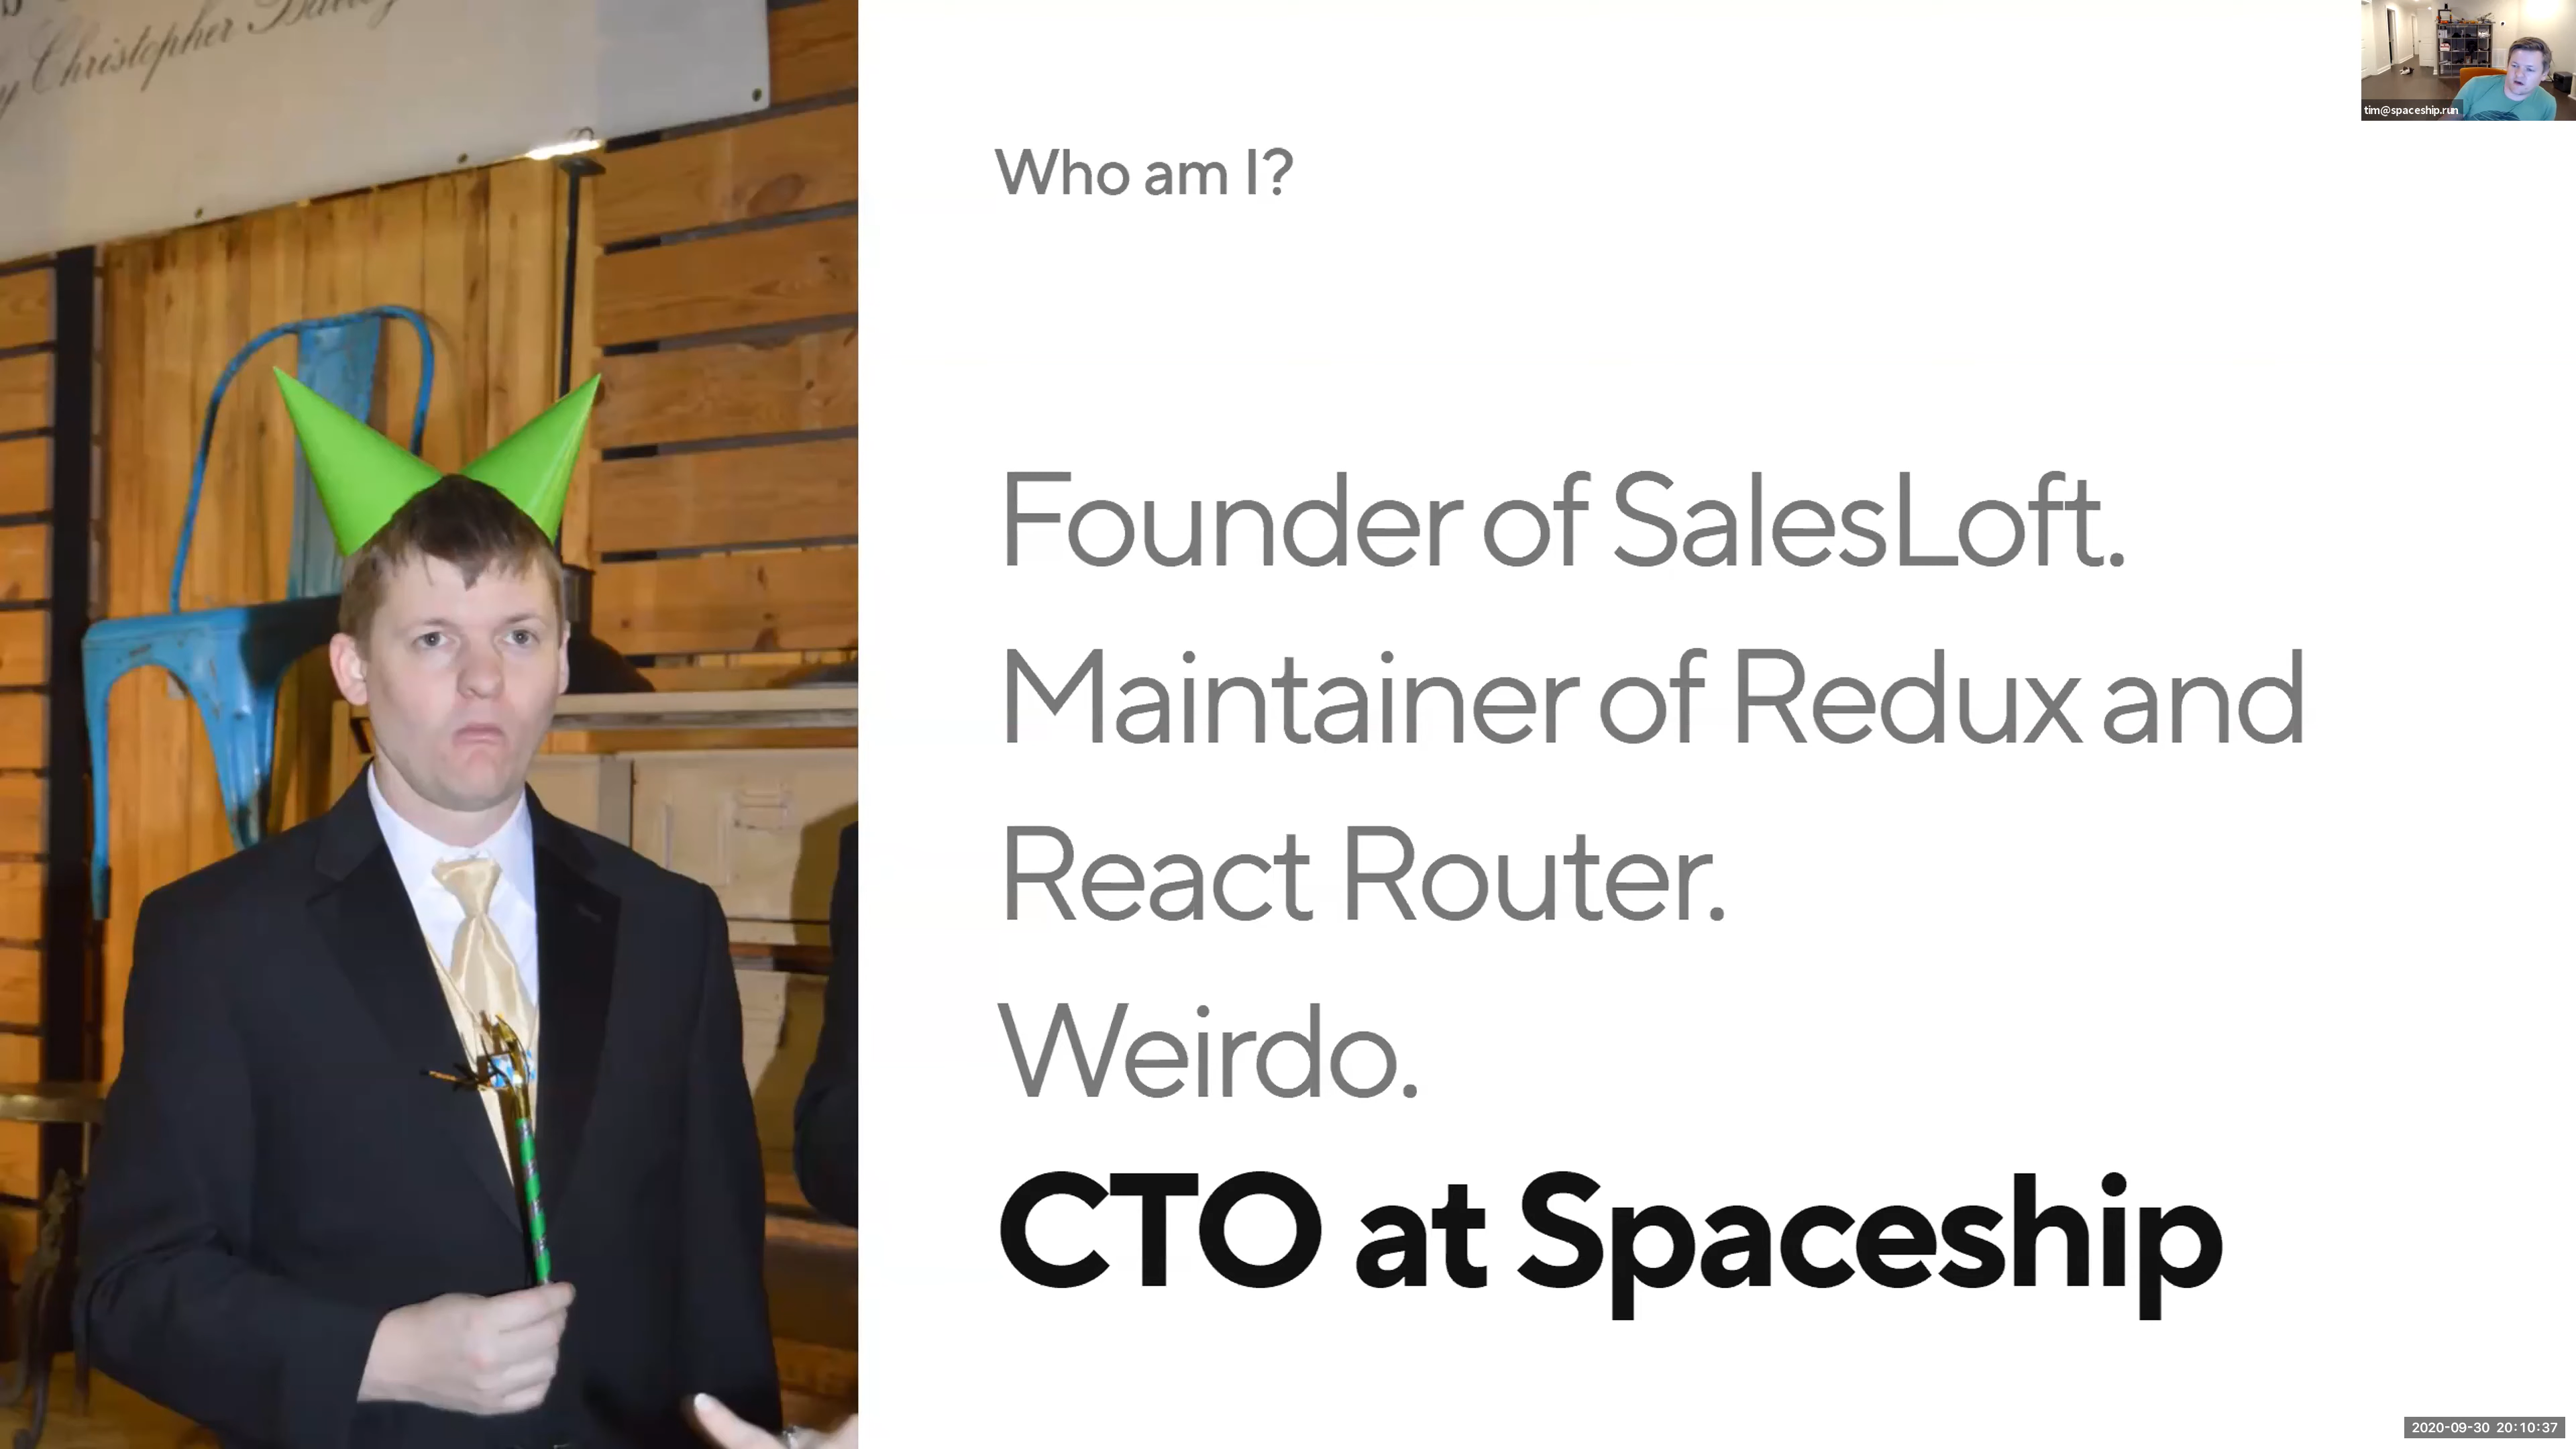 y Christopher
tim@spaceship.run
Who am I?
Founder of SalesLoft.
Maintainer of Redux and
React Router.
Weirdo.
CTO at Spaceship
2020-09-30 20:10:37